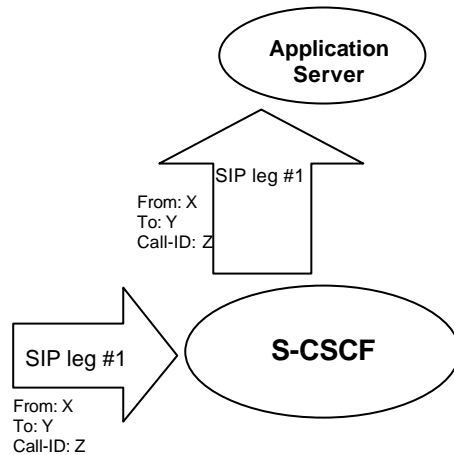 Application
Server
SIP leg #1
From: X
To: Y
Call-ID: Z
S-CSCF
SIP leg #1
From: X
To: Y
Call-ID: Z